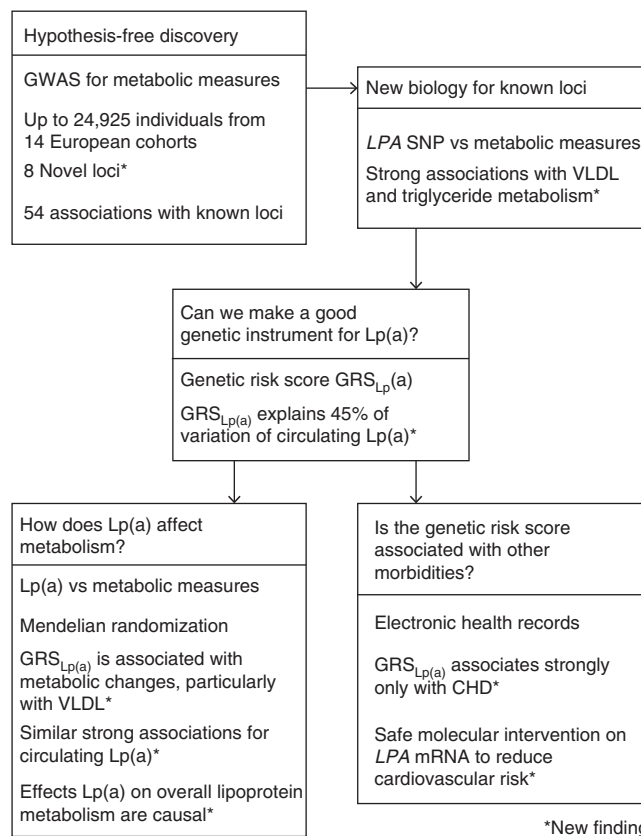 Hypothesis-free discovery
GWAS for metabolic measures
Up to 24,925 individuals from
14 European cohorts
8 Novel loci*
54 associations with known loci
New biology for known loci
LPA SNP vs metabolic measures
Strong associations with VLDL
and triglyceride metabolism*
Can we make a good
genetic instrument for Lp(a)?
Genetic risk score GRS_Lp(a)
GRS_Lp(a) explains 45% of
variation of circulating Lp(a)*
How does Lp(a) affect
metabolism?
Lp(a) vs metabolic measures
Mendelian randomization
GRS_Lp(a) is associated with
metabolic changes, particularly
with VLDL*
Similar strong associations for
circulating Lp(a)*
Effects Lp(a) on overall lipoprotein
metabolism are causal*
Is the genetic risk score
associated with other
morbidities?
Electronic health records
GRS_Lp(a) associates strongly
only with CHD*
Safe molecular intervention on
LPA mRNA to reduce
cardiovascular risk*
*New finding